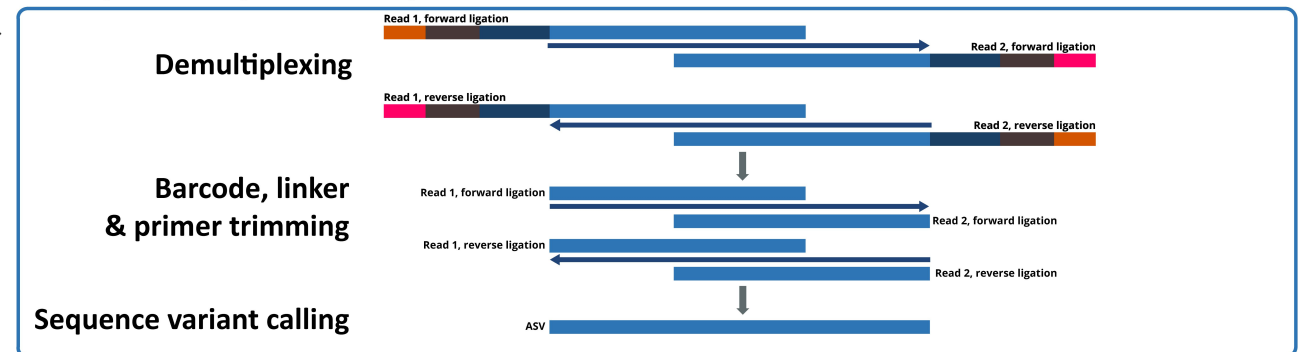 Read 1, forward ligation
Demultiplexing
Read 2, forward ligation
Read 1, reverse ligation
Read 2, reverse ligation
Barcode, linker
& primer trimming
Read 1, forward ligation
Read 2, forward ligation
Read 1, reverse ligation
Read 2, reverse ligation
Sequence variant calling
ASV